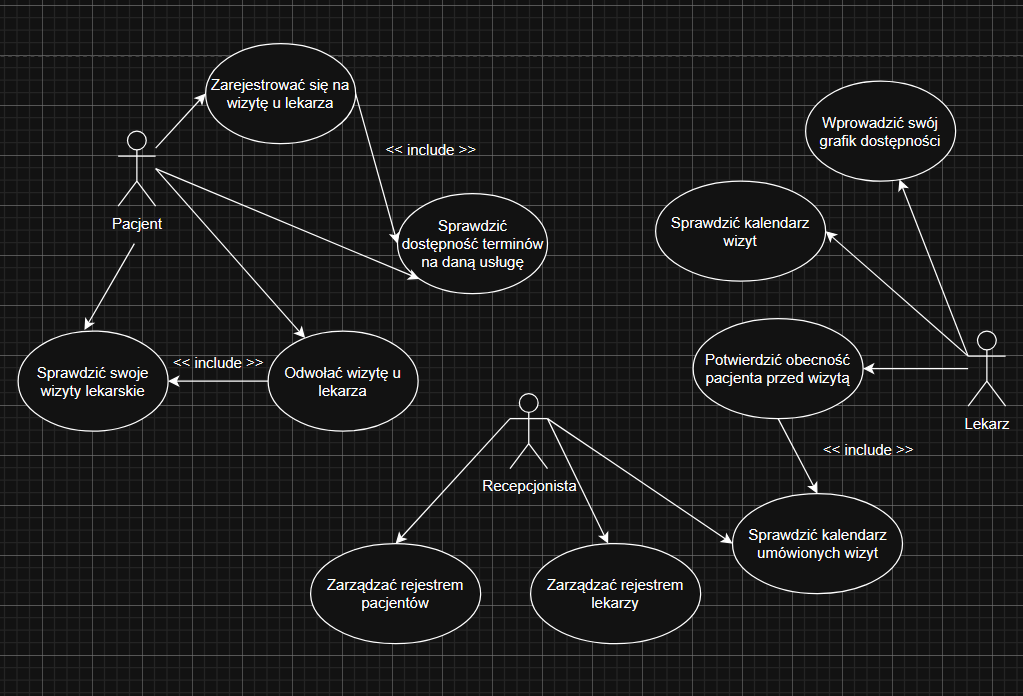 Zarejestrować się na
wizytę u lekarza
<< include >>
Pacjent
Sprawdzić
dostępność terminów
na daną usługę
Wprowadzić swój
grafik dostępności
Sprawdzić kalendarz
wizyt
Sprawdzić swoje
wizyty lekarskie
<< include >>
Odwołać wizytę u
lekarza
Potwierdzić obecność
pacjenta przed wizytą
Lekarz
<< include >>
Recepcjonista
Sprawdzić kalendarz
umówionych wizyt
Zarządzać rejestrem
pacjentów
Zarządzać rejestrem
lekarzy